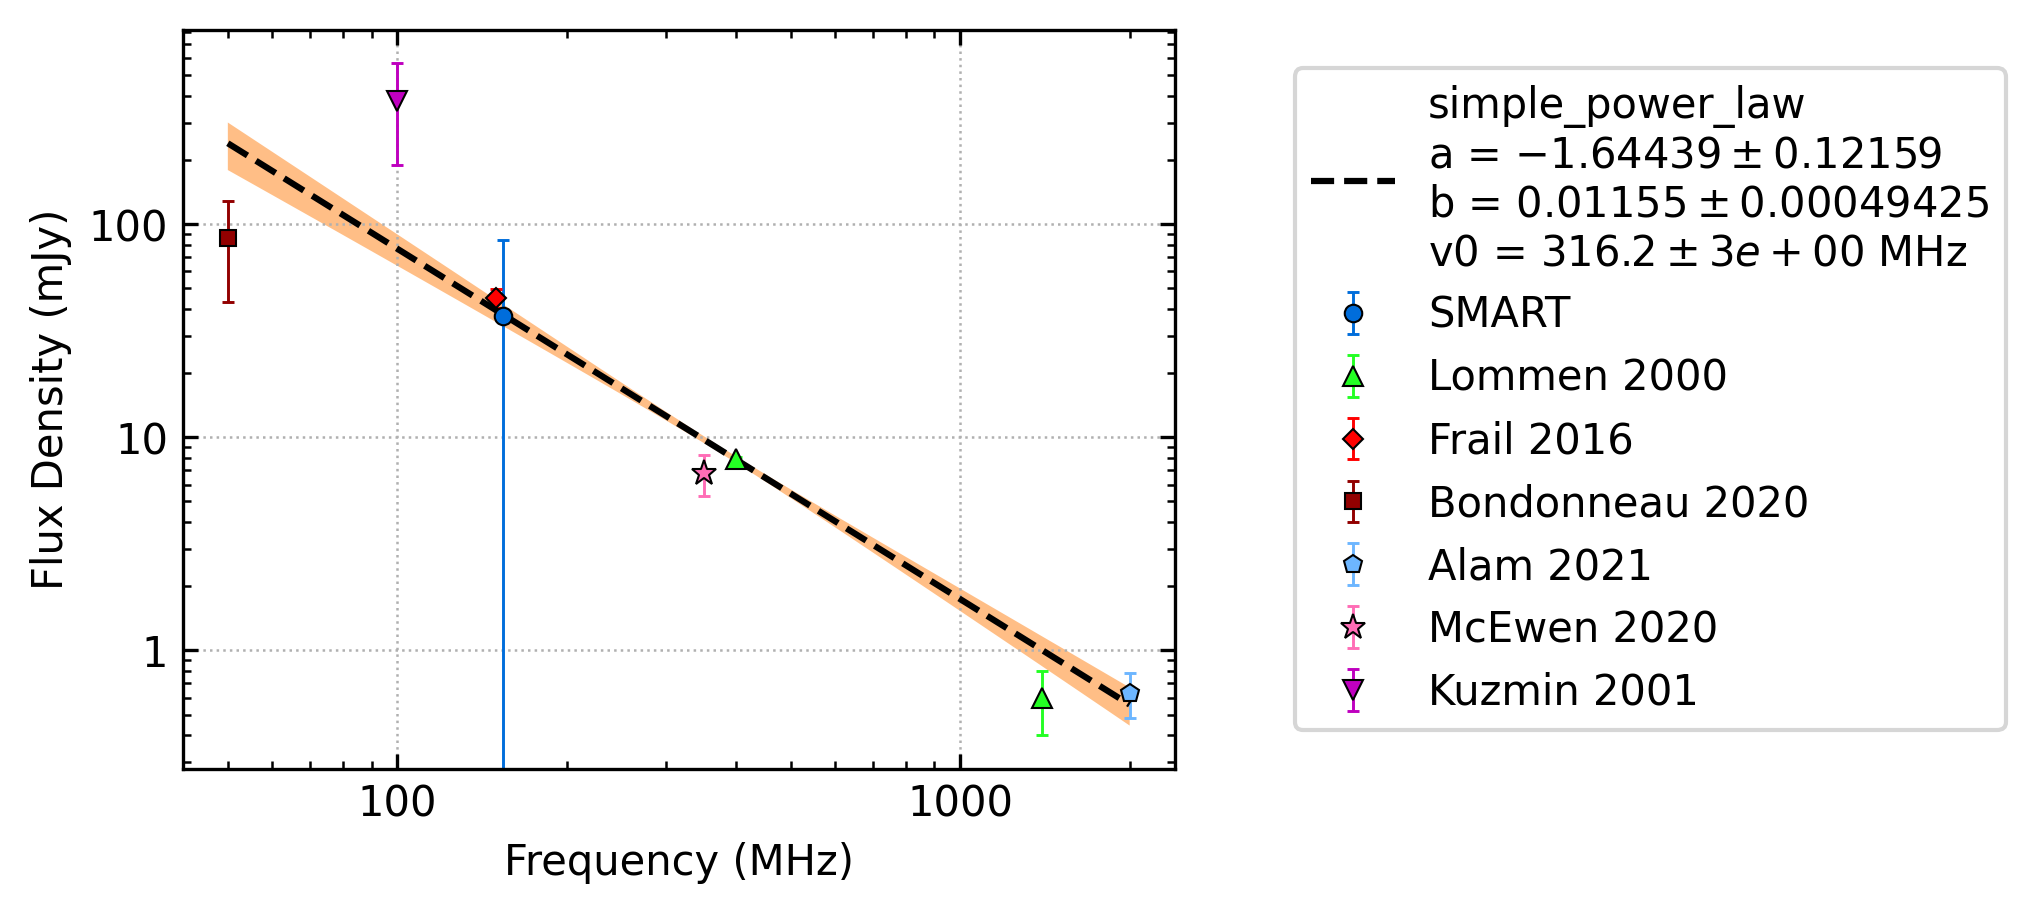 Flux Density (mJy)
100
10
1
100
1000
Frequency (MHz)
simple_power_law
a = −1.64439 ± 0.12159
b = 0.01155 ± 0.00049425
v0 = 316.2 ± 3e + 00 MHz
SMART
Lommen 2000
Frail 2016
Bondonneau 2020
Alam 2021
McEwen 2020
Kuzmin 2001